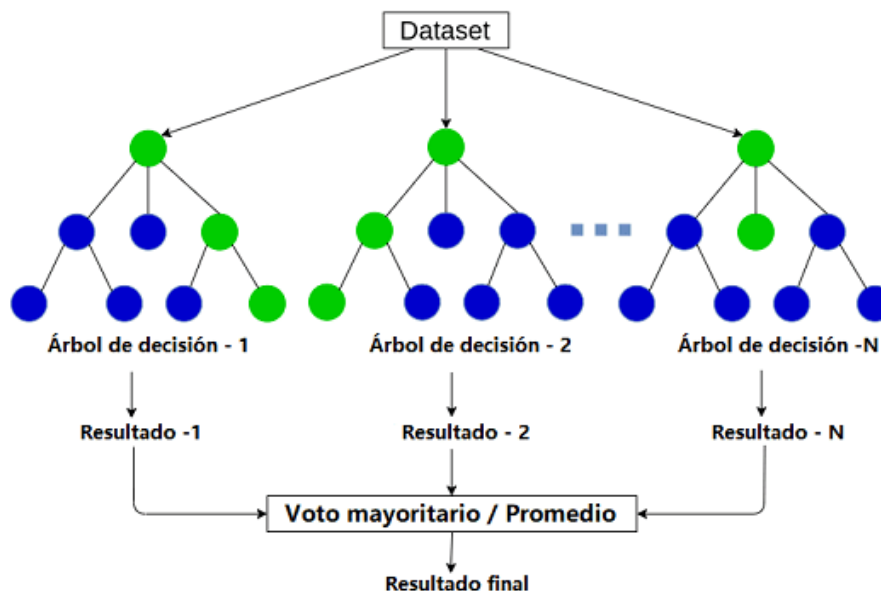 Dataset
Árbol de decisión - 1
Árbol de decisión - 2
Árbol de decisión -N
Resultado -1
Resultado - 2
Resultado - N
Voto mayoritario / Promedio
Resultado final